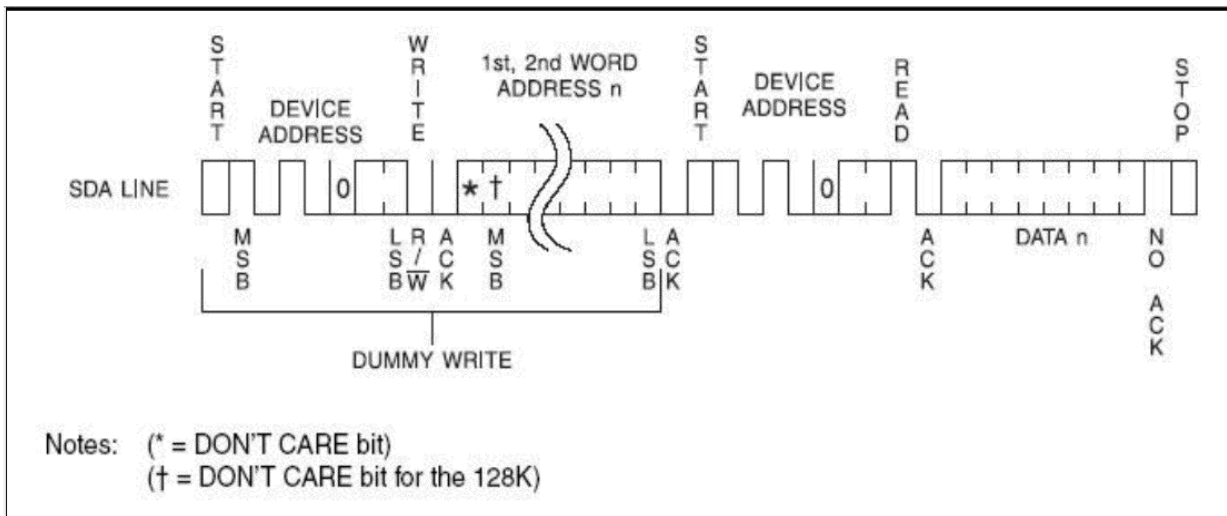 START
WRITE
1st, 2nd WORD
ADDRESS n
START
READ
STOP
DEVICE
ADDRESS
DEVICE
ADDRESS
SDA LINE
0
* †
0
MSB
LSB
R/W
ACK
MSB
LSB
ACK
ACK
DATA n
NO ACK
DUMMY WRITE
Notes: (* = DON'T CARE bit)
(† = DON'T CARE bit for the 128K)